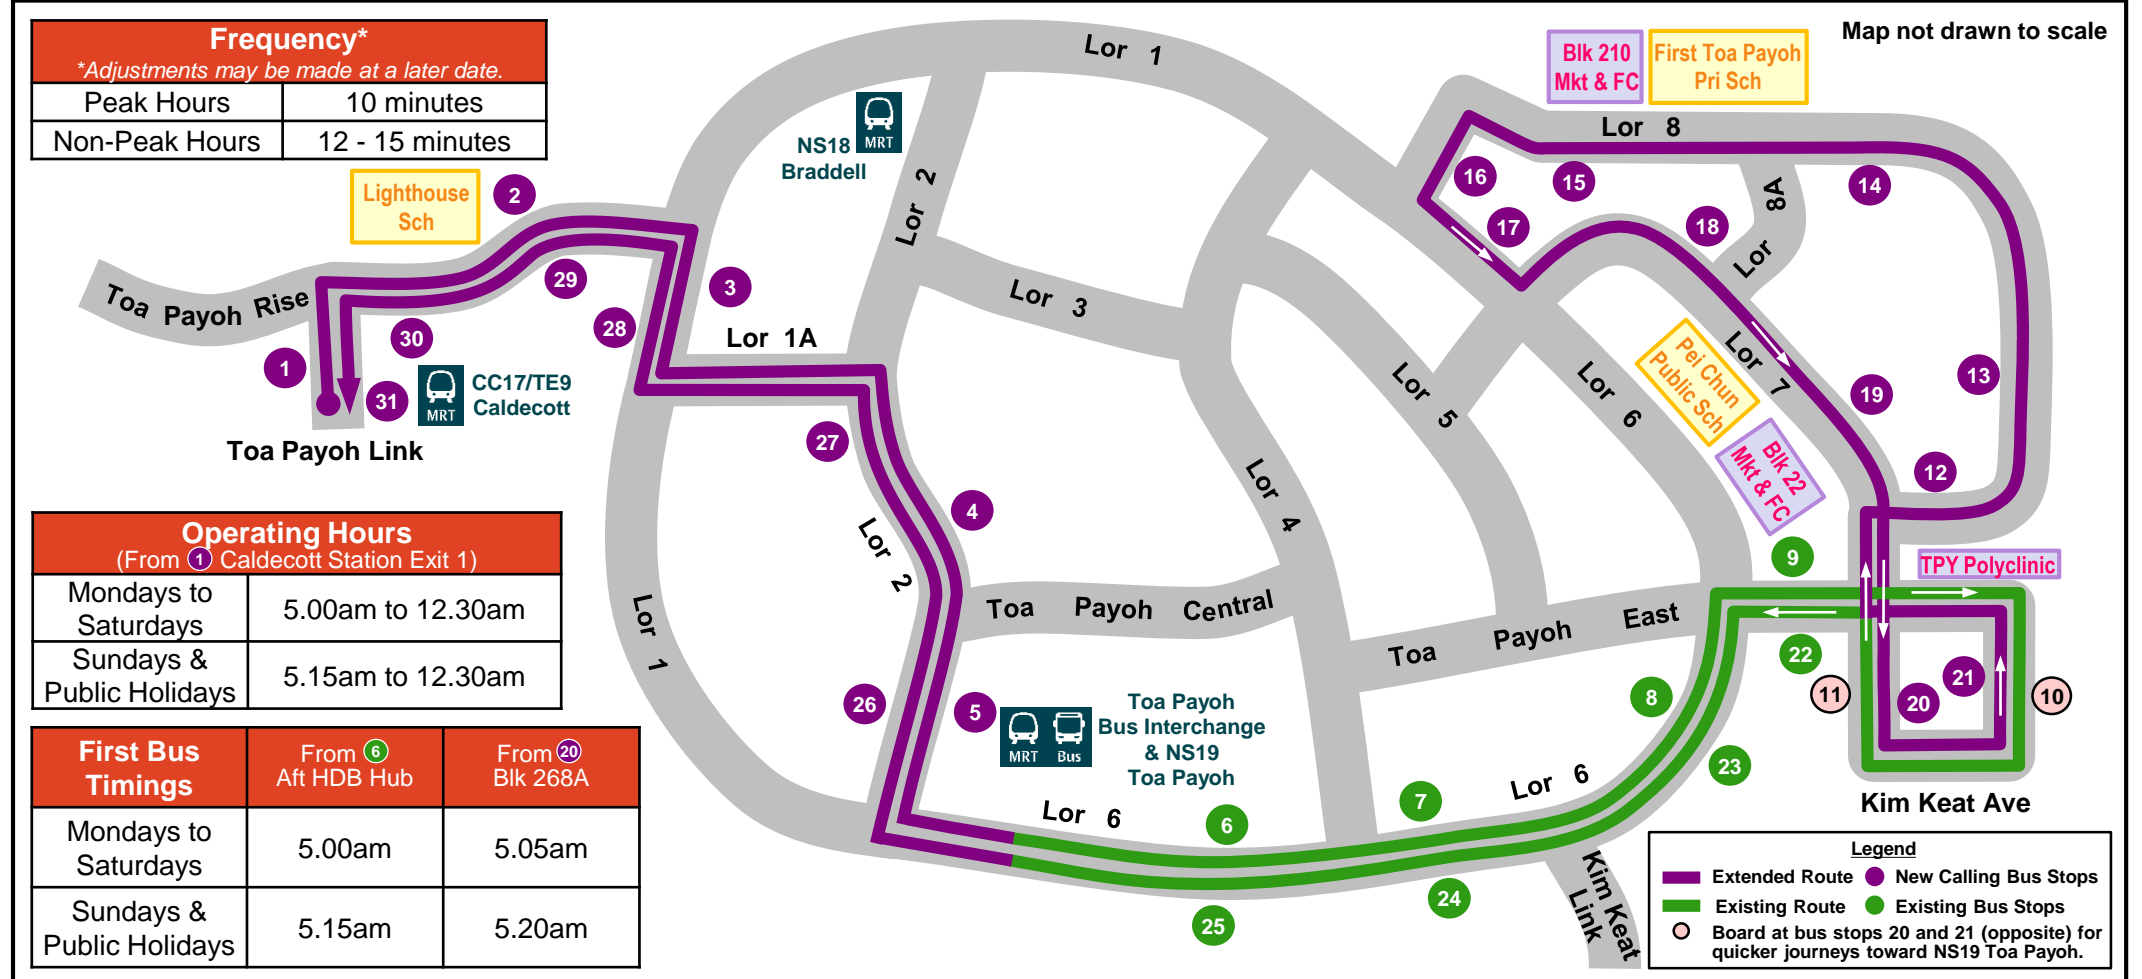 Frequency*
*Adjustments may be made at a later date.
Peak Hours 10 minutes
Non-Peak Hours 12 - 15 minutes
Map not drawn to scale
Lor 1
Blk 210
Mkt & FC
First Toa Payoh
Pri Sch
Lor 8
NS18
Braddell
MRT
Lor 2
Lighthouse
Sch
2
16
15
14
Lor 8A
17
18
Toa Payoh Rise
29
3
28
Lor 1A
Lor 3
30
1
31
MRT
CC17/TE9
Caldecott
Toa Payoh Link
Lor 5
Lor 6
Pei Chun
Public Sch
Lor 7
13
19
27
Blk 22
Mkt & FC
12
4
Lor 4
Lor 2
Operating Hours
(From 1 Caldecott Station Exit 1)
Mondays to
Saturdays
5.00am to 12.30am
Sundays &
Public Holidays
5.15am to 12.30am
9
TPY Polyclinic
Lor 1
Toa Payoh Central
Toa Payoh East
22
11
20
21
10
26
5
MRT
Bus
Toa Payoh
Bus Interchange
& NS19
Toa Payoh
8
23
Lor 6
Lor 6
7
6
24
25
Kim Keat Ave
Kim Keat
Link
First Bus
Timings
From 6
Aft HDB Hub
From 20
Blk 268A
Mondays to
Saturdays
5.00am
5.05am
Sundays &
Public Holidays
5.15am
5.20am
Legend
Extended Route New Calling Bus Stops
Existing Route Existing Bus Stops
Board at bus stops 20 and 21 (opposite) for
quicker journeys toward NS19 Toa Payoh.